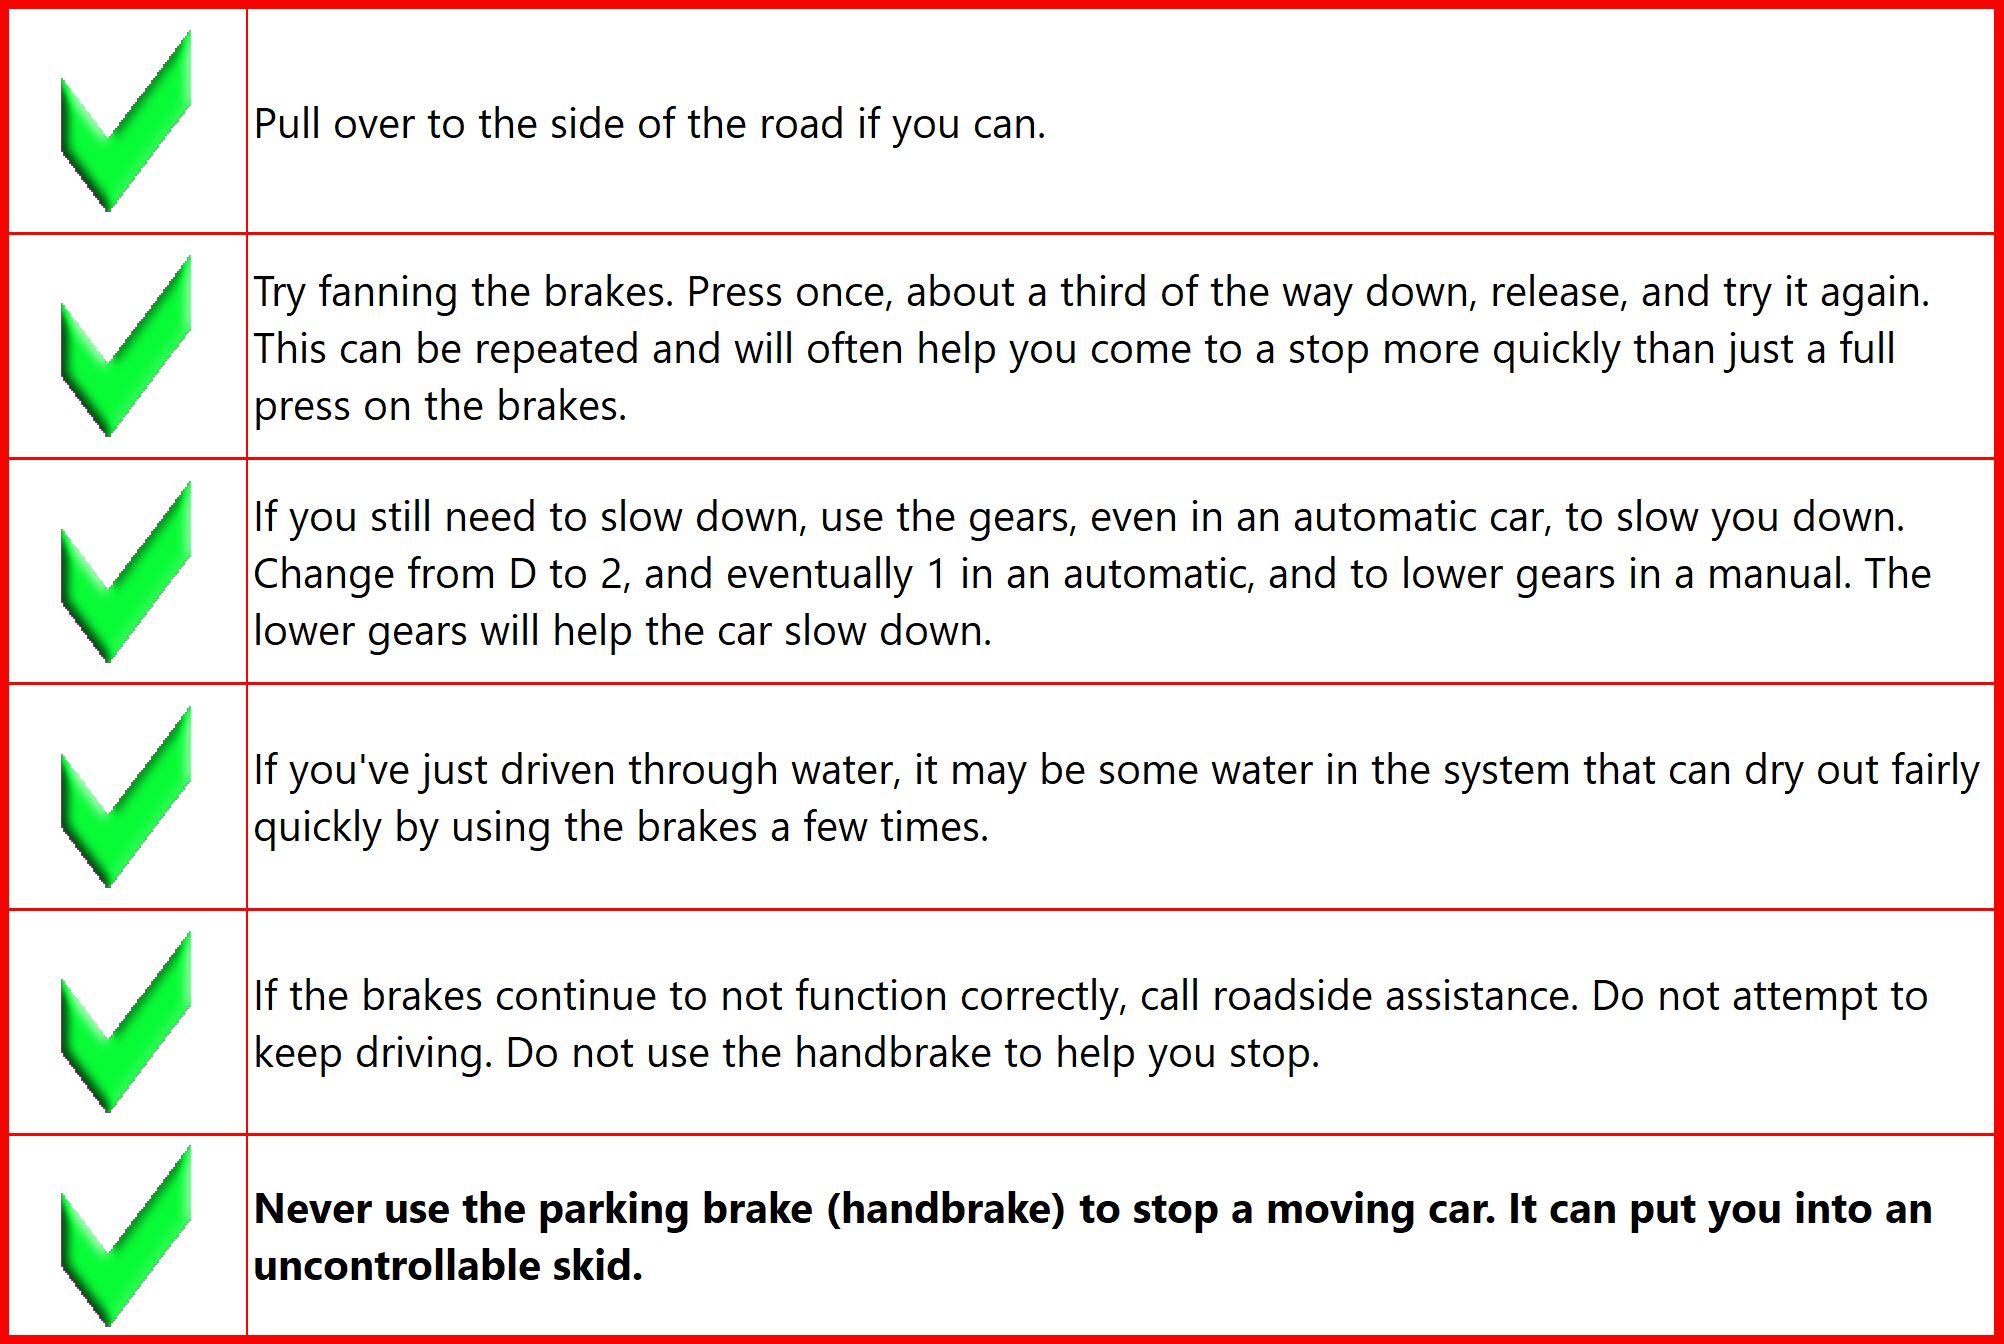 Pull over to the side of the road if you can.
Try fanning the brakes. Press once, about a third of the way down, release, and try it again.
This can be repeated and will often help you come to a stop more quickly than just a full
press on the brakes.
If you still need to slow down, use the gears, even in an automatic car, to slow you down.
Change from D to 2, and eventually 1 in an automatic, and to lower gears in a manual. The
lower gears will help the car slow down.
If you've just driven through water, it may be some water in the system that can dry out fairly
quickly by using the brakes a few times.
If the brakes continue to not function correctly, call roadside assistance. Do not attempt to
keep driving. Do not use the handbrake to help you stop.
Never use the parking brake (handbrake) to stop a moving car. It can put you into an
uncontrollable skid.